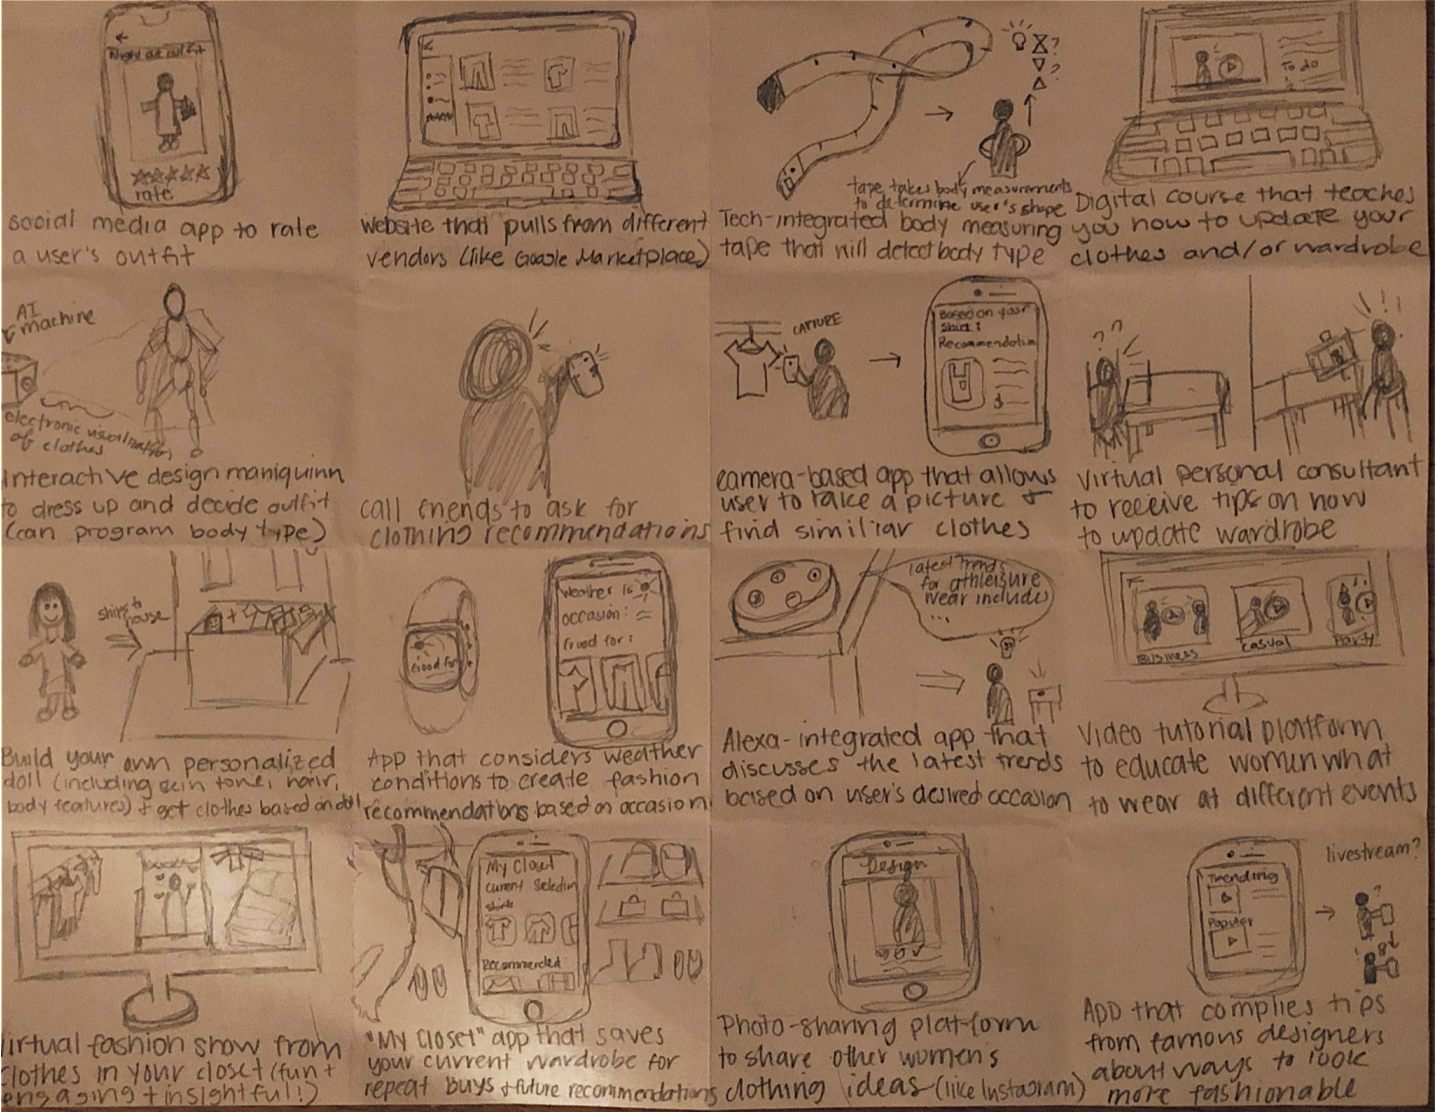 Night out outfit
rate
social media app to rate
a user's outfit
Website that pulls from different
vendors (like Google Marketplace)
? 
?
tape takes body measurements
to determine user's shape
Tech-integrated body measuring
tape that will detect body type
To do
Digital course that teaches
you how to update your
clothes and/or wardrobe
AI
machine
electronic visualization
of clothes
Interactive design maniquinn
to dress up and decide outfit
(can program body type)
call friends to ask for
clothing recommendations
CAPTURE
Based on your
shirt:
Recommendation
$
camera-based app that allows
user to take a picture +
find similiar clothes
? ?
! ! !
Virtual personal consultant
to receive tips on how
to update wardrobe
ships to
house
Build your own personalized
doll (including skin tone, hair,
body features) + get clothes based on doll
Good for
Weather is
occasion:
Good for:
App that considers weather
conditions to create fashion
recommendations based on occasion
latest trends
for athleisure
wear includes
...
Alexa-integrated app that
discusses the latest trends
based on user's desired occasion
Business
Casual
Party
Video tutorial platform
to educate women what
to wear at different events
Virtual fashion show from
clothes in your closet (fun +
engaging + insightful!)
My Closet
Current Selection
Shirts
Recommended
"My Closet" app that saves
your current wardrobe for
repeat buys + future recommendations
Design
Photo-sharing platform
to share other women's
clothing ideas (like Instagram)
Trending
Popular
livestream?
?
App that complies tips
from famous designers
about ways to look
more fashionable